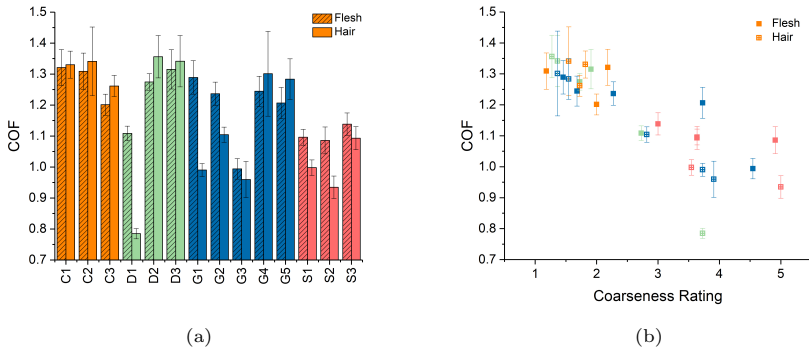 1.5
1.4
1.3
1.2
1.1
1.0
0.9
0.8
0.7
COF
Flesh
Hair
C1 C2 C3 D1 D2 D3 G1 G2 G3 G4 G5 S1 S2 S3
(a)
1.5
1.4
1.3
1.2
1.1
1.0
0.9
0.8
0.7
COF
Flesh
Hair
1 2 3 4 5
Coarseness Rating
(b)